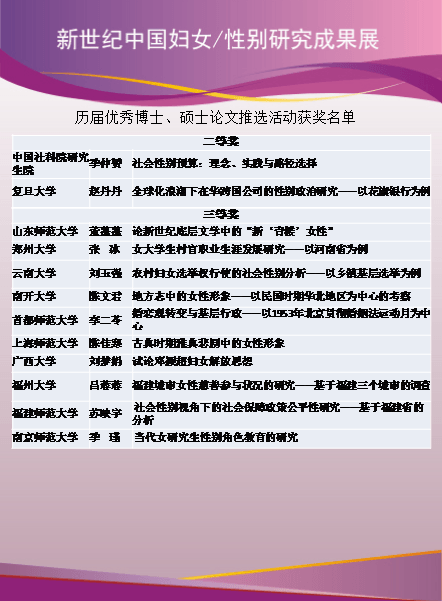 新世纪中国妇女/性别研究成果展
历届优秀博士、硕士论文推选活动获奖名单
二等奖
中国社科院研究生院 李仲贺 社会性别预算：理念、实践与路径选择
复旦大学 赵丹丹 全球化浪潮下在华跨国公司的性别政治研究——以花旗银行为例
三等奖
山东师范大学 论新世纪底层文学中的“新‘脊梁’女性”
郑州大学 张 冰 女大学生村官职业生涯发展研究——以河南省为例
云南大学 刘玉强 农村妇女选举权行使的社会性别分析——以乡镇基层选举为例
南开大学 陈文君 地方志中的女性形象——以民国时期华北地区为中心的考察
首都师范大学 李二苓 婚恋观转变与基层行政——以1953年北京贯彻婚姻法运动月为中心
上海师范大学 陈佳寒 古典时期雅典悲剧中的女性形象
广西大学 刘梦娟 试论邓颖超妇女解放思想
福州大学 吕蓉蓉 福建城市女性慈善参与状况的研究——基于福建三个城市的调查
福建师范大学 苏映宇 社会性别视角下的社会保障政策公平性研究——基于福建省的分析
南京师范大学 李 瑾 当代女研究生性别角色教育的研究